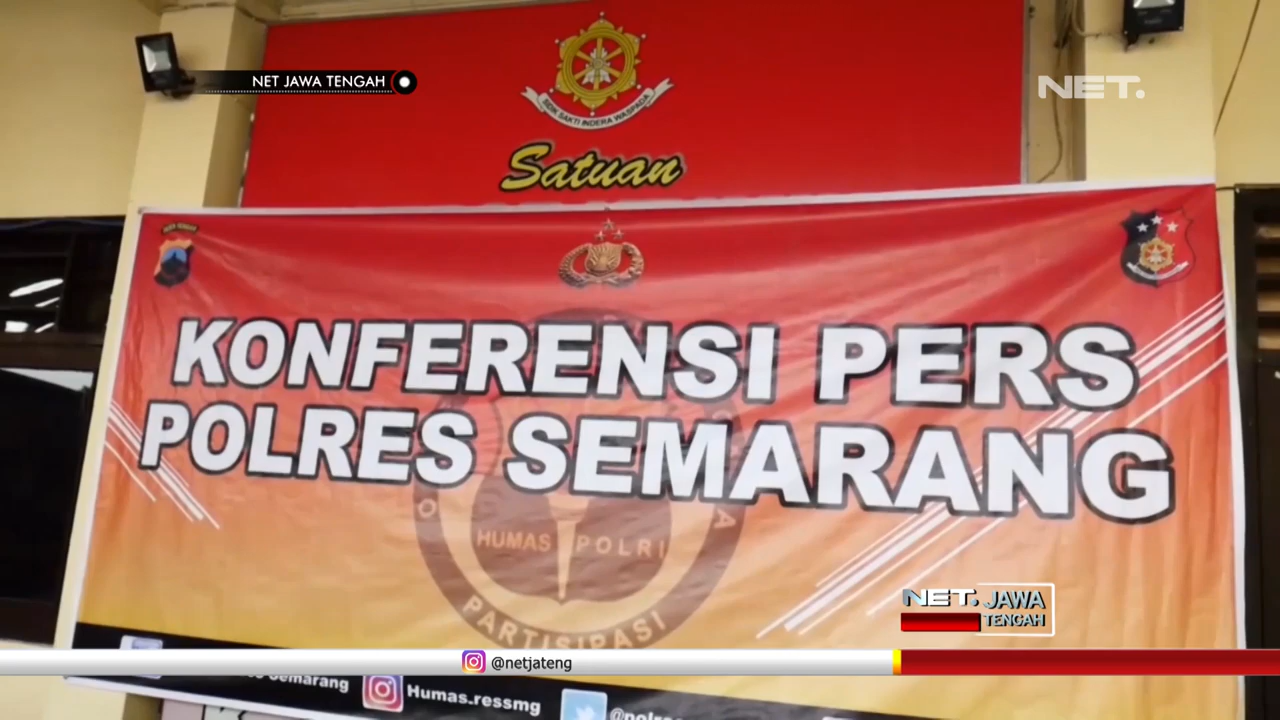 NET JAWA TENGAH
NET.
SIDIK SAKTI INDERA WASPADA
Satuan
KONFERENSI PERS
POLRES SEMARANG
HUMAS POLRI
PARTISIPASI
NET. JAWA
TENGAH
@netjateng
Semarang
Humas.ressmg